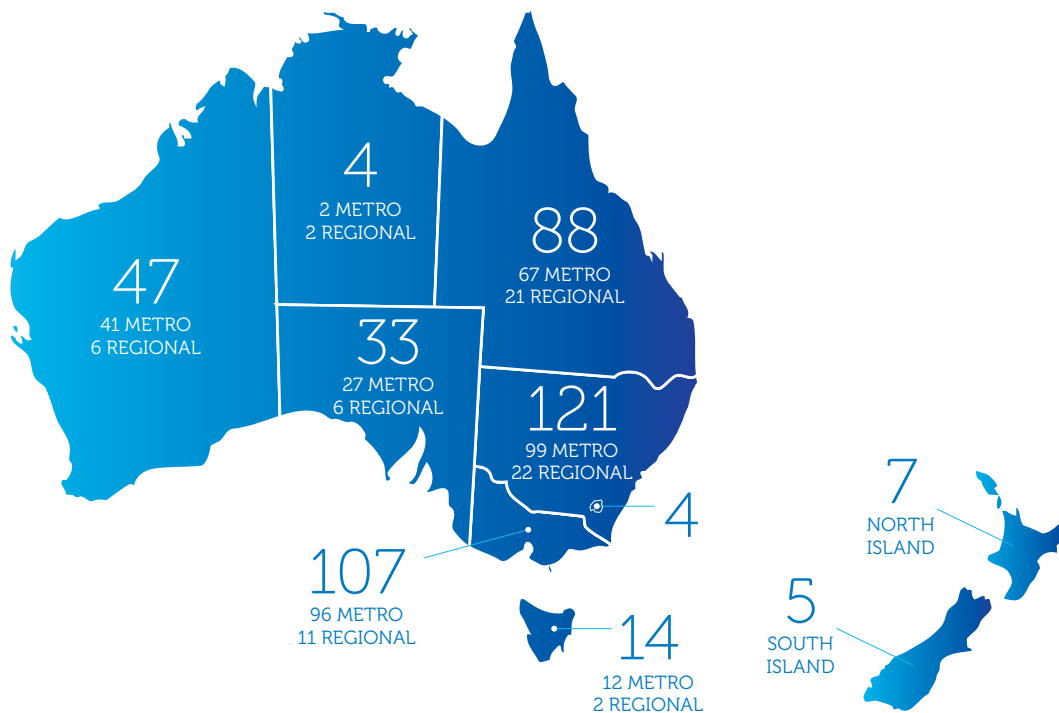 4
2 METRO
2 REGIONAL
88
67 METRO
21 REGIONAL
47
41 METRO
6 REGIONAL
33
27 METRO
6 REGIONAL
121
99 METRO
22 REGIONAL
4
107
96 METRO
11 REGIONAL
14
12 METRO
2 REGIONAL
7
NORTH
ISLAND
5
SOUTH
ISLAND